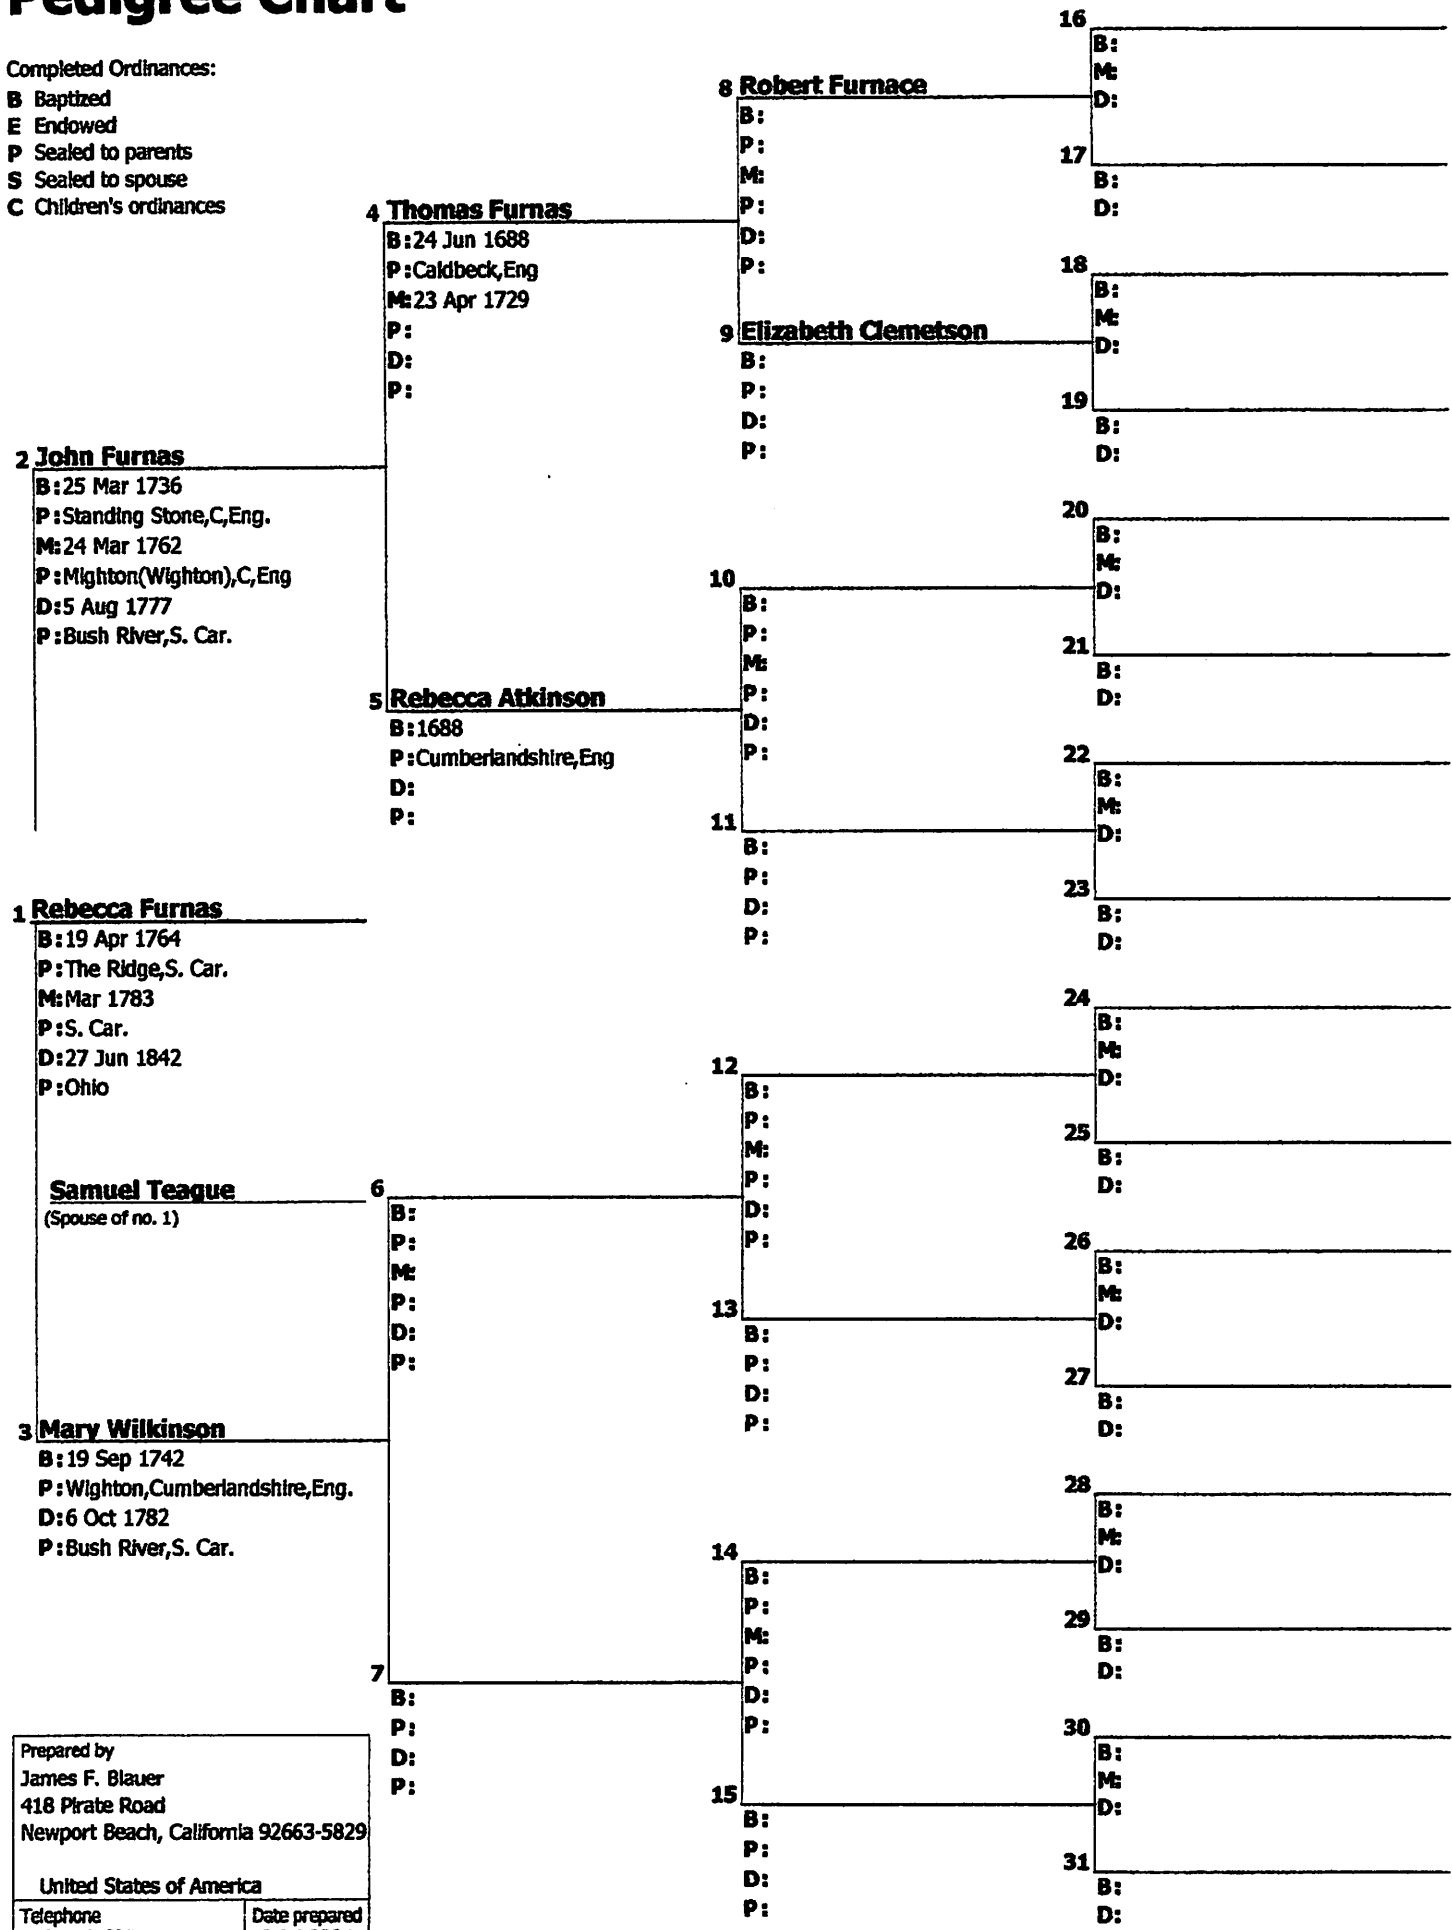 Pedigree Chart
Completed Ordinances:
B Baptized
E Endowed
P Sealed to parents
S Sealed to spouse
C Children's ordinances
2 John Furnas
B:25 Mar 1736
P:Standing Stone,C,Eng.
M:24 Mar 1762
P:Mighton(Wighton),C,Eng
D:5 Aug 1777
P:Bush River,S. Car.
1 Rebecca Furnas
B:19 Apr 1764
P:The Ridge,S. Car.
M:Mar 1783
P:S. Car.
D:27 Jun 1842
P:Ohio
Samuel Teague
(Spouse of no. 1)
3 Mary Wilkinson
B:19 Sep 1742
P:Wighton,Cumberlandshire,Eng.
D:6 Oct 1782
P:Bush River,S. Car.
Prepared by
James F. Blauer
418 Pirate Road
Newport Beach, California 92663-5829
United States of America
Telephone
Date prepared
4 Thomas Furnas
B:24 Jun 1688
P:Caldbeck,Eng
M:23 Apr 1729
P:
D:
P:
5 Rebecca Atkinson
B:1688
P:Cumberlandshire,Eng
D:
P:
6
B:
P:
M:
P:
D:
P:
7
B:
P:
D:
P:
8 Robert Furnace
B:
P:
M:
P:
D:
P:
9 Elizabeth Clemetson
B:
P:
D:
P:
10
B:
P:
M:
P:
D:
P:
11
B:
P:
D:
P:
12
B:
P:
M:
P:
D:
P:
13
B:
P:
D:
P:
14
B:
P:
M:
P:
D:
P:
15
B:
P:
D:
P:
16
B:
M:
D:
17
B:
D:
18
B:
M:
D:
19
B:
D:
20
B:
M:
D:
21
B:
D:
22
B:
M:
D:
23
B:
D:
24
B:
M:
D:
25
B:
D:
26
B:
M:
D:
27
B:
D:
28
B:
M:
D:
29
B:
D:
30
B:
M:
D:
31
B:
D: